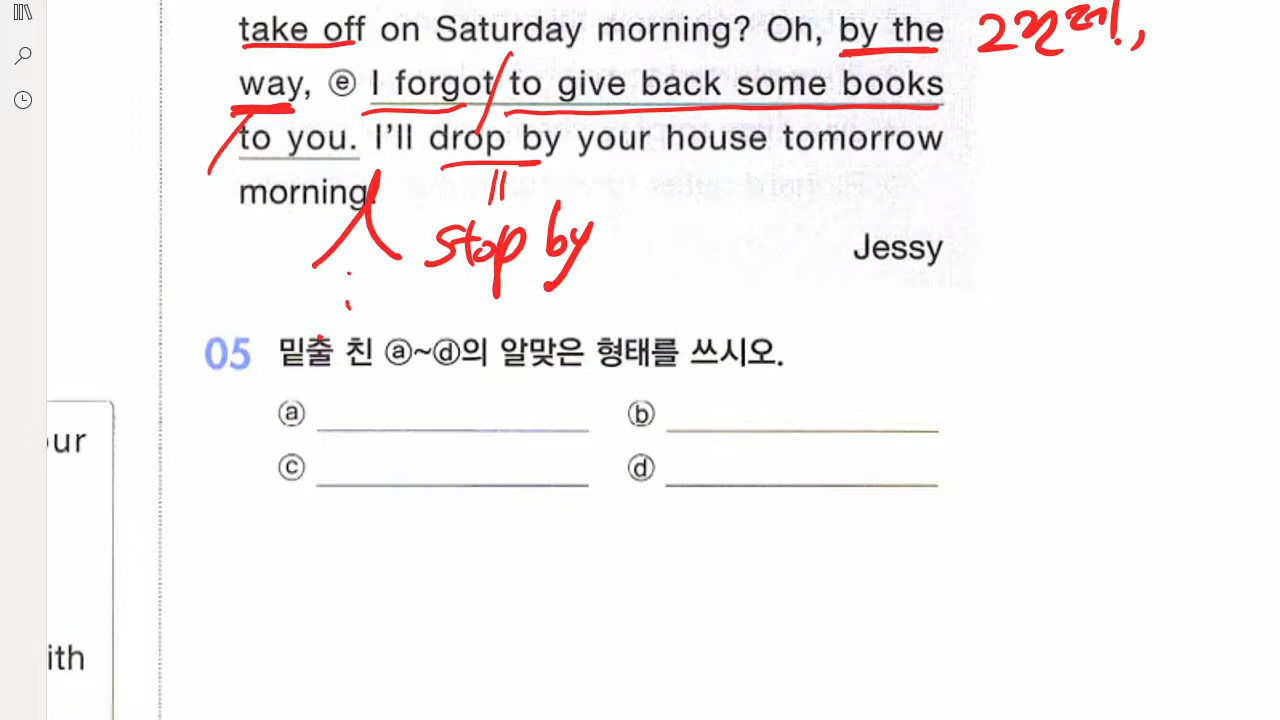 take off on Saturday morning? Oh, by the 그런데!,
way, ⓔ I forgot to give back some books
to you. I'll drop by your house tomorrow
morning.
stop by
Jessy
05 밑줄 친 ⓐ~ⓓ의 알맞은 형태를 쓰시오.
ⓐ ⓑ
our
ⓒ ⓓ
ith